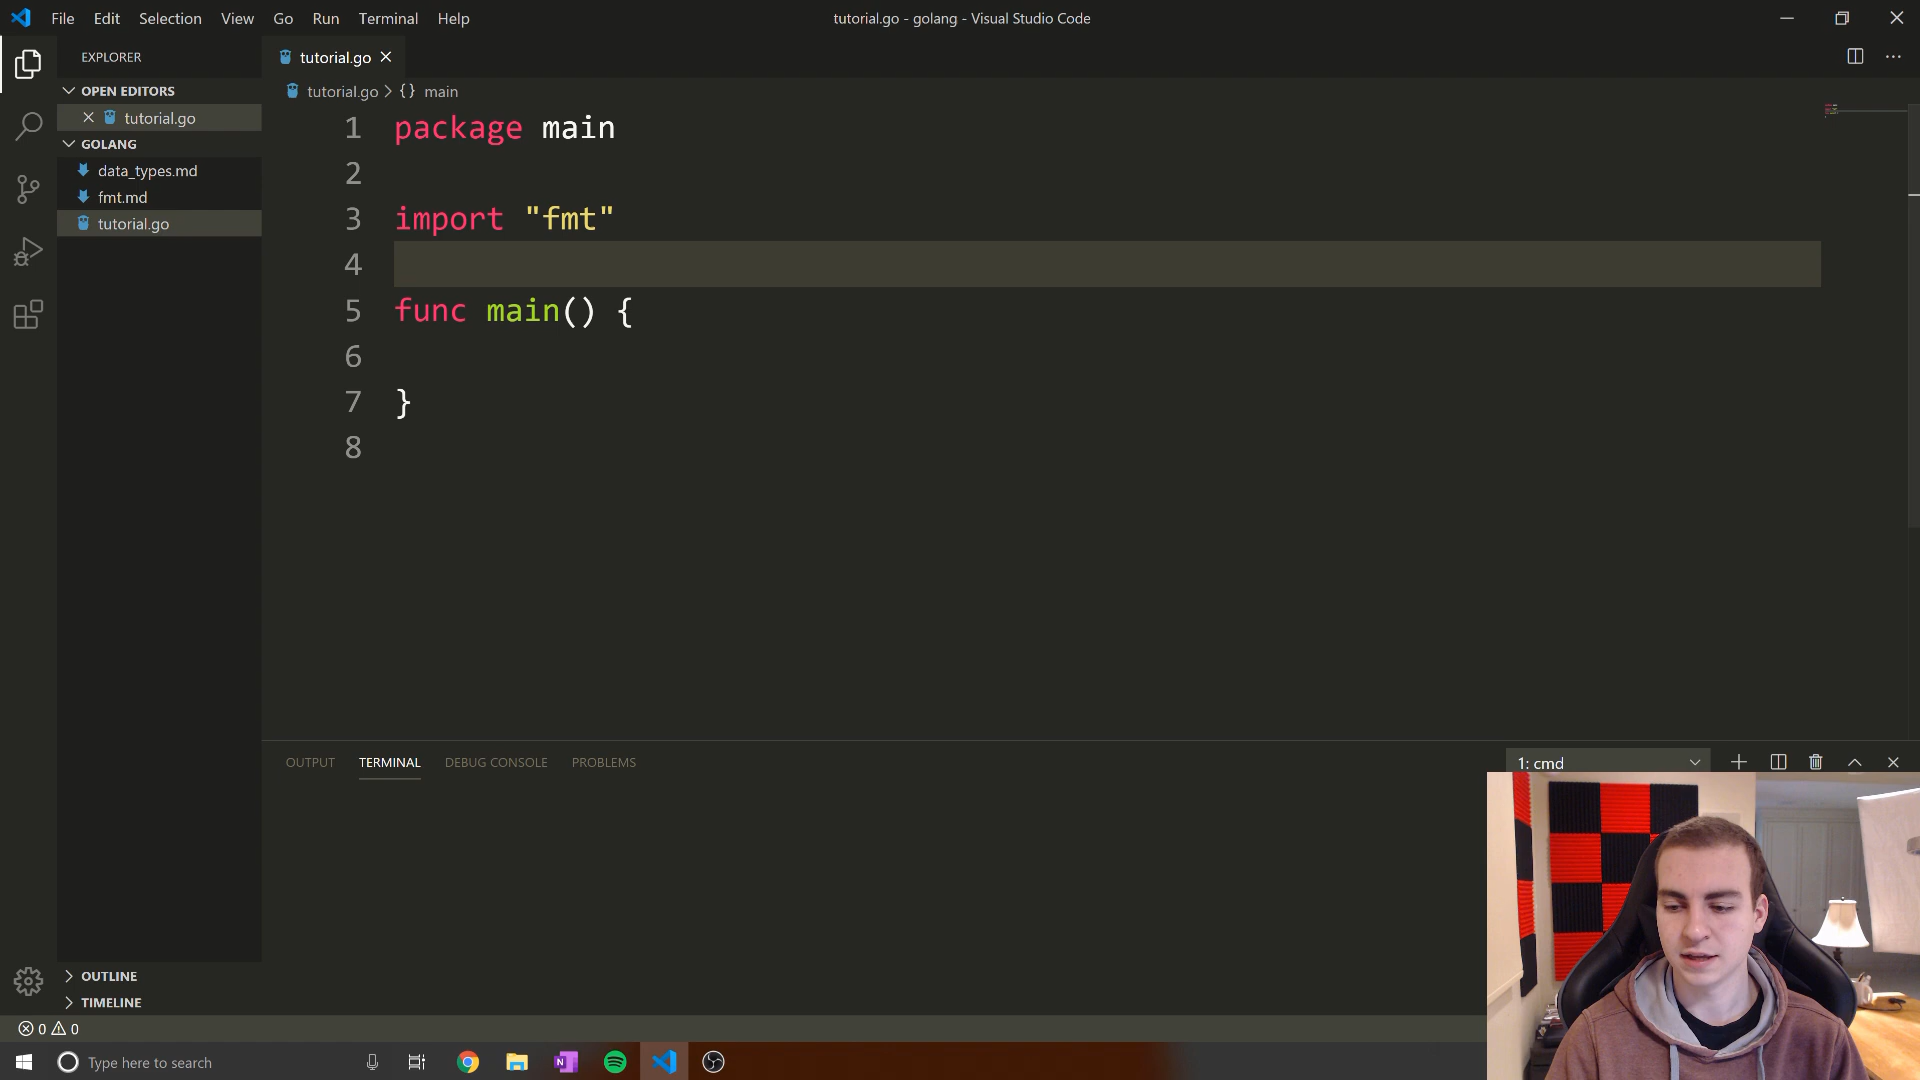 File Edit Selection View Go Run Terminal Help
tutorial.go - golang - Visual Studio Code
EXPLORER
OPEN EDITORS
tutorial.go
GOLANG
data_types.md
fmt.md
tutorial.go
tutorial.go
tutorial.go > {} main
1 package main
2
3 import "fmt"
4
5 func main() {
6
7 }
8
OUTPUT TERMINAL DEBUG CONSOLE PROBLEMS
1: cmd
OUTLINE
TIMELINE
0 0
Type here to search
N